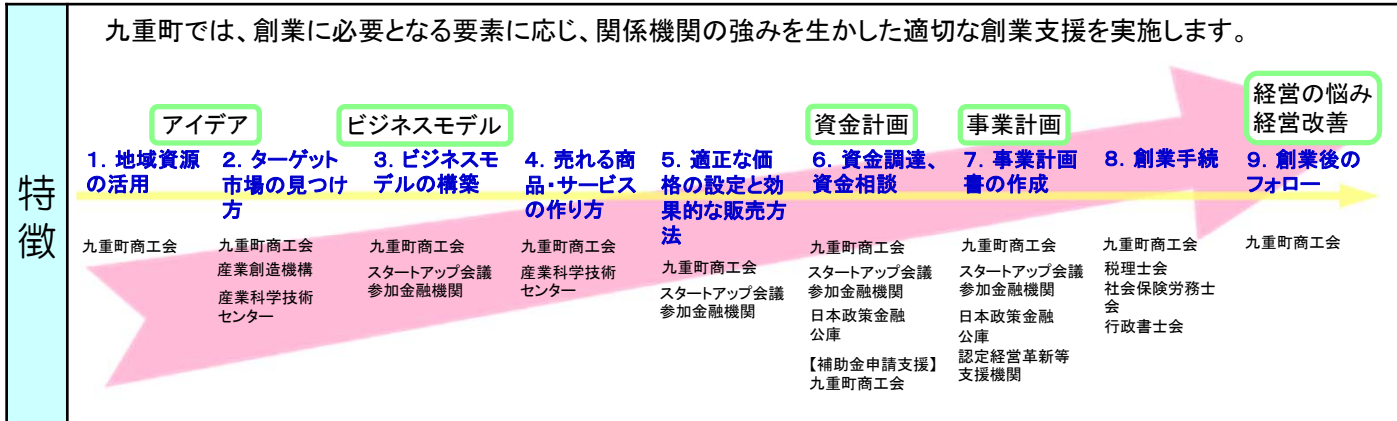 特徴
九重町では、創業に必要となる要素に応じ、関係機関の強みを生かした適切な創業支援を実施します。
アイデア
ビジネスモデル
資金計画
事業計画
経営の悩み
経営改善
1. 地域資源
の活用
2. ターゲット
市場の見つけ
方
3. ビジネスモ
デルの構築
4. 売れる商
品・サービス
の作り方
5. 適正な価
格の設定と効
果的な販売方
法
6. 資金調達、
資金相談
7. 事業計画
書の作成
8. 創業手続
9. 創業後の
フォロー
九重町商工会
九重町商工会
産業創造機構
産業科学技術
センター
九重町商工会
スタートアップ会議
参加金融機関
九重町商工会
産業科学技術
センター
九重町商工会
スタートアップ会議
参加金融機関
九重町商工会
スタートアップ会議
参加金融機関
日本政策金融
公庫
【補助金申請支援】
九重町商工会
九重町商工会
スタートアップ会議
参加金融機関
日本政策金融
公庫
認定経営革新等
支援機関
九重町商工会
税理士会
社会保険労務士
会
行政書士会
九重町商工会